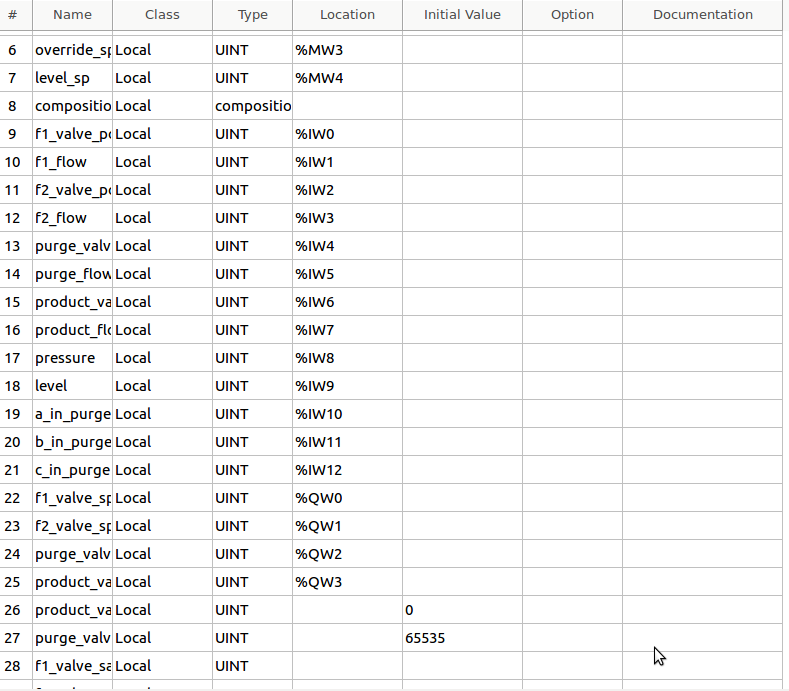 # Name Class Type Location Initial Value Option Documentation
6 override_sp Local UINT %MW3
7 level_sp Local UINT %MW4
8 compositio Local compositio
9 f1_valve_po Local UINT %IW0
10 f1_flow Local UINT %IW1
11 f2_valve_po Local UINT %IW2
12 f2_flow Local UINT %IW3
13 purge_valv Local UINT %IW4
14 purge_flow Local UINT %IW5
15 product_va Local UINT %IW6
16 product_flo Local UINT %IW7
17 pressure Local UINT %IW8
18 level Local UINT %IW9
19 a_in_purge Local UINT %IW10
20 b_in_purge Local UINT %IW11
21 c_in_purge Local UINT %IW12
22 f1_valve_sp Local UINT %QW0
23 f2_valve_sp Local UINT %QW1
24 purge_valv Local UINT %QW2
25 product_va Local UINT %QW3
26 product_va Local UINT 0
27 purge_valv Local UINT 65535
28 f1_valve_sa Local UINT